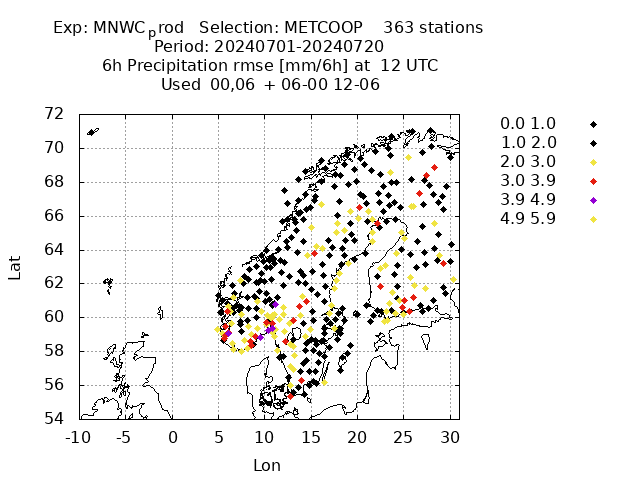 Exp: MNWCprod   Selection: METCOOP    363 stations
Period: 20240701-20240720
6h Precipitation rmse [mm/6h] at  12 UTC
Used  00,06  + 06-00 12-06
72
70
68
66
64
62
60
58
56
54
-10 -5 0 5 10 15 20 25 30
Lat
Lon
0.0 1.0
1.0 2.0
2.0 3.0
3.0 3.9
3.9 4.9
4.9 5.9